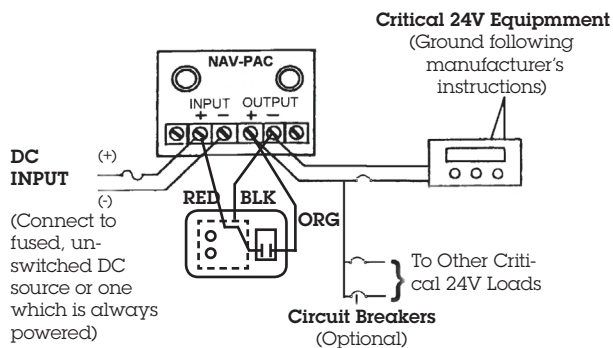 Critical 24V Equipmment
(Ground following
manufacturer's
instructions)
NAV-PAC
INPUT OUTPUT
+ − + −
DC
INPUT
(+)
(-)
RED
BLK
ORG
(Connect to
fused, un-
switched DC
source or one
which is always
powered)
To Other Criti-
cal 24V Loads
Circuit Breakers
(Optional)